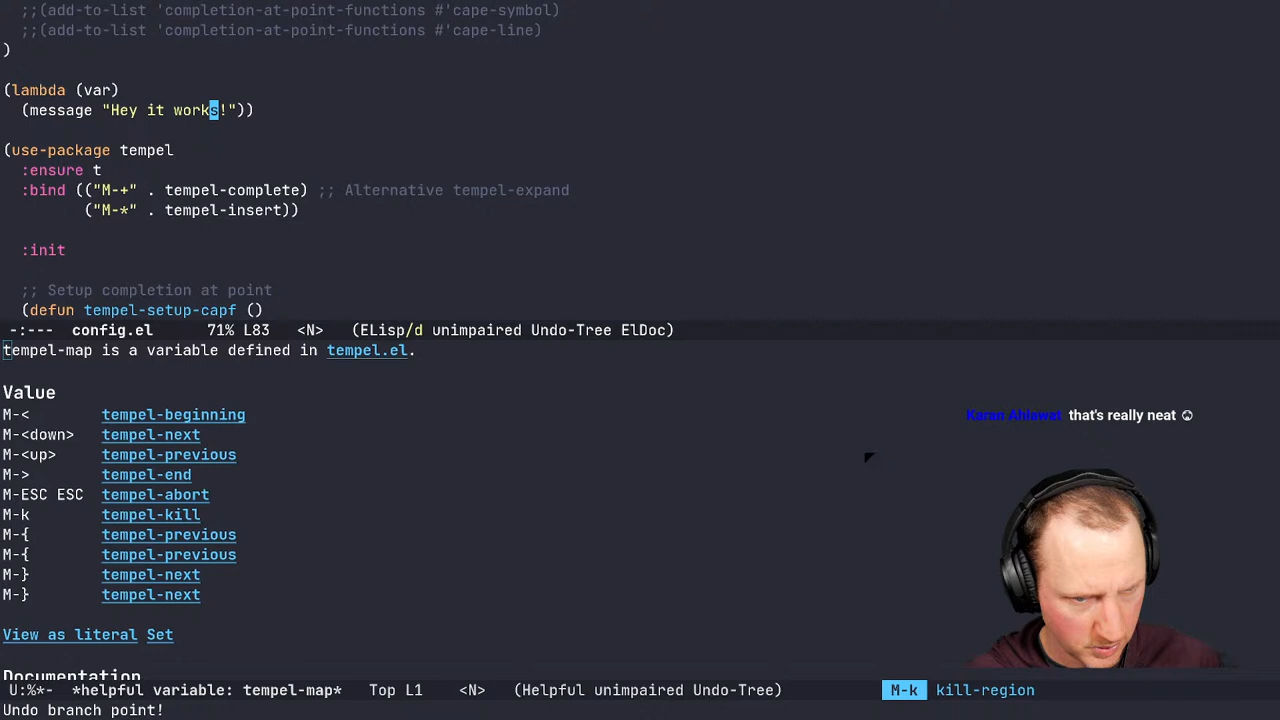 ;;(add-to-list 'completion-at-point-functions #'cape-symbol)
;;(add-to-list 'completion-at-point-functions #'cape-line)
)
(lambda (var)
(message "Hey it works!"))
(use-package tempel
:ensure t
:bind (("M-+" . tempel-complete) ;; Alternative tempel-expand
("M-*" . tempel-insert))
:init
;; Setup completion at point
(defun tempel-setup-capf ()
-:--- config.el 71% L83 <N> (ELisp/d unimpaired Undo-Tree ElDoc)
tempel-map is a variable defined in tempel.el.
Value
M-< tempel-beginning
M-<down> tempel-next
M-<up> tempel-previous
M-> tempel-end
M-ESC ESC tempel-abort
M-k tempel-kill
M-{ tempel-previous
M-{ tempel-previous
M-} tempel-next
M-} tempel-next
Karan Ahlawat that's really neat
View as literal Set
Documentation
U:%*- *helpful variable: tempel-map* Top L1 <N> (Helpful unimpaired Undo-Tree) M-k kill-region
Undo branch point!